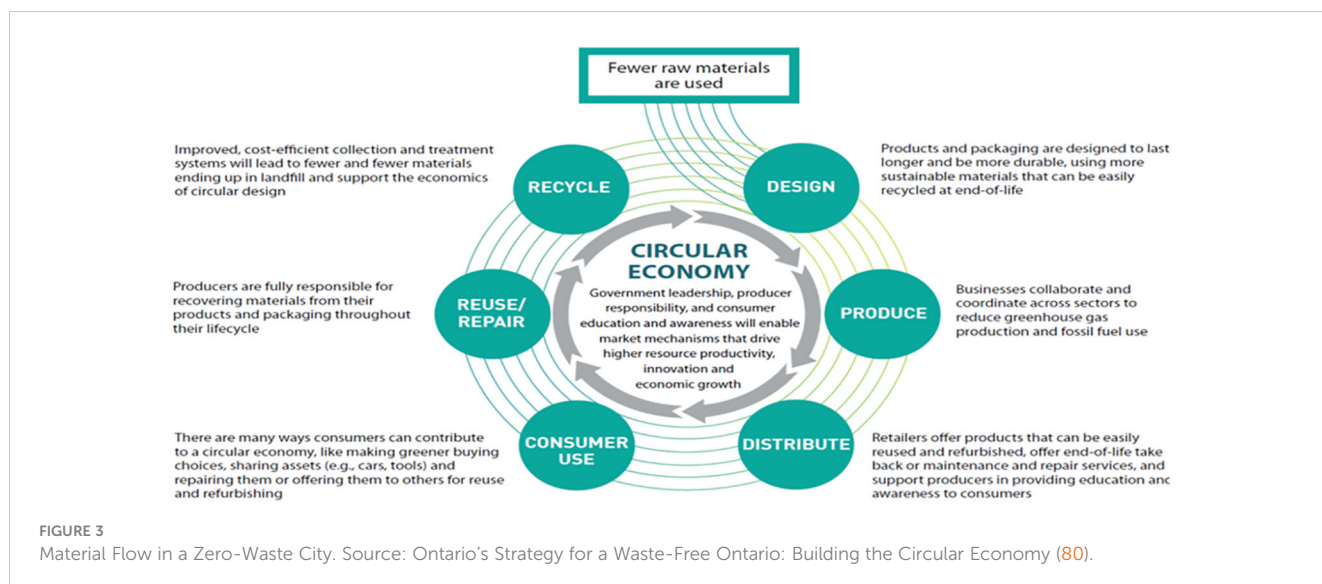 Fewer raw materials
are used
Improved, cost-efficient collection and treatment
systems will lead to fewer and fewer materials
ending up in landfill and support the economics
of circular design
RECYCLE
DESIGN
Products and packaging are designed to last
longer and be more durable, using more
sustainable materials that can be easily
recycled at end-of-life
CIRCULAR
ECONOMY
Government leadership, producer
responsibility, and consumer
education and awareness will enable
market mechanisms that drive
higher resource productivity,
innovation and
economic growth
Producers are fully responsible for
recovering materials from their
products and packaging throughout
their lifecycle
REUSE/
REPAIR
PRODUCE
Businesses collaborate and
coordinate across sectors to
reduce greenhouse gas
production and fossil fuel use
There are many ways consumers can contribute
to a circular economy, like making greener buying
choices, sharing assets (e.g., cars, tools) and
repairing them or offering them to others for reuse
and refurbishing
CONSUMER
USE
DISTRIBUTE
Retailers offer products that can be easily
reused and refurbished, offer end-of-life take
back or maintenance and repair services, and
support producers in providing education and
awareness to consumers
FIGURE 3
Material Flow in a Zero-Waste City. Source: Ontario's Strategy for a Waste-Free Ontario: Building the Circular Economy (80).